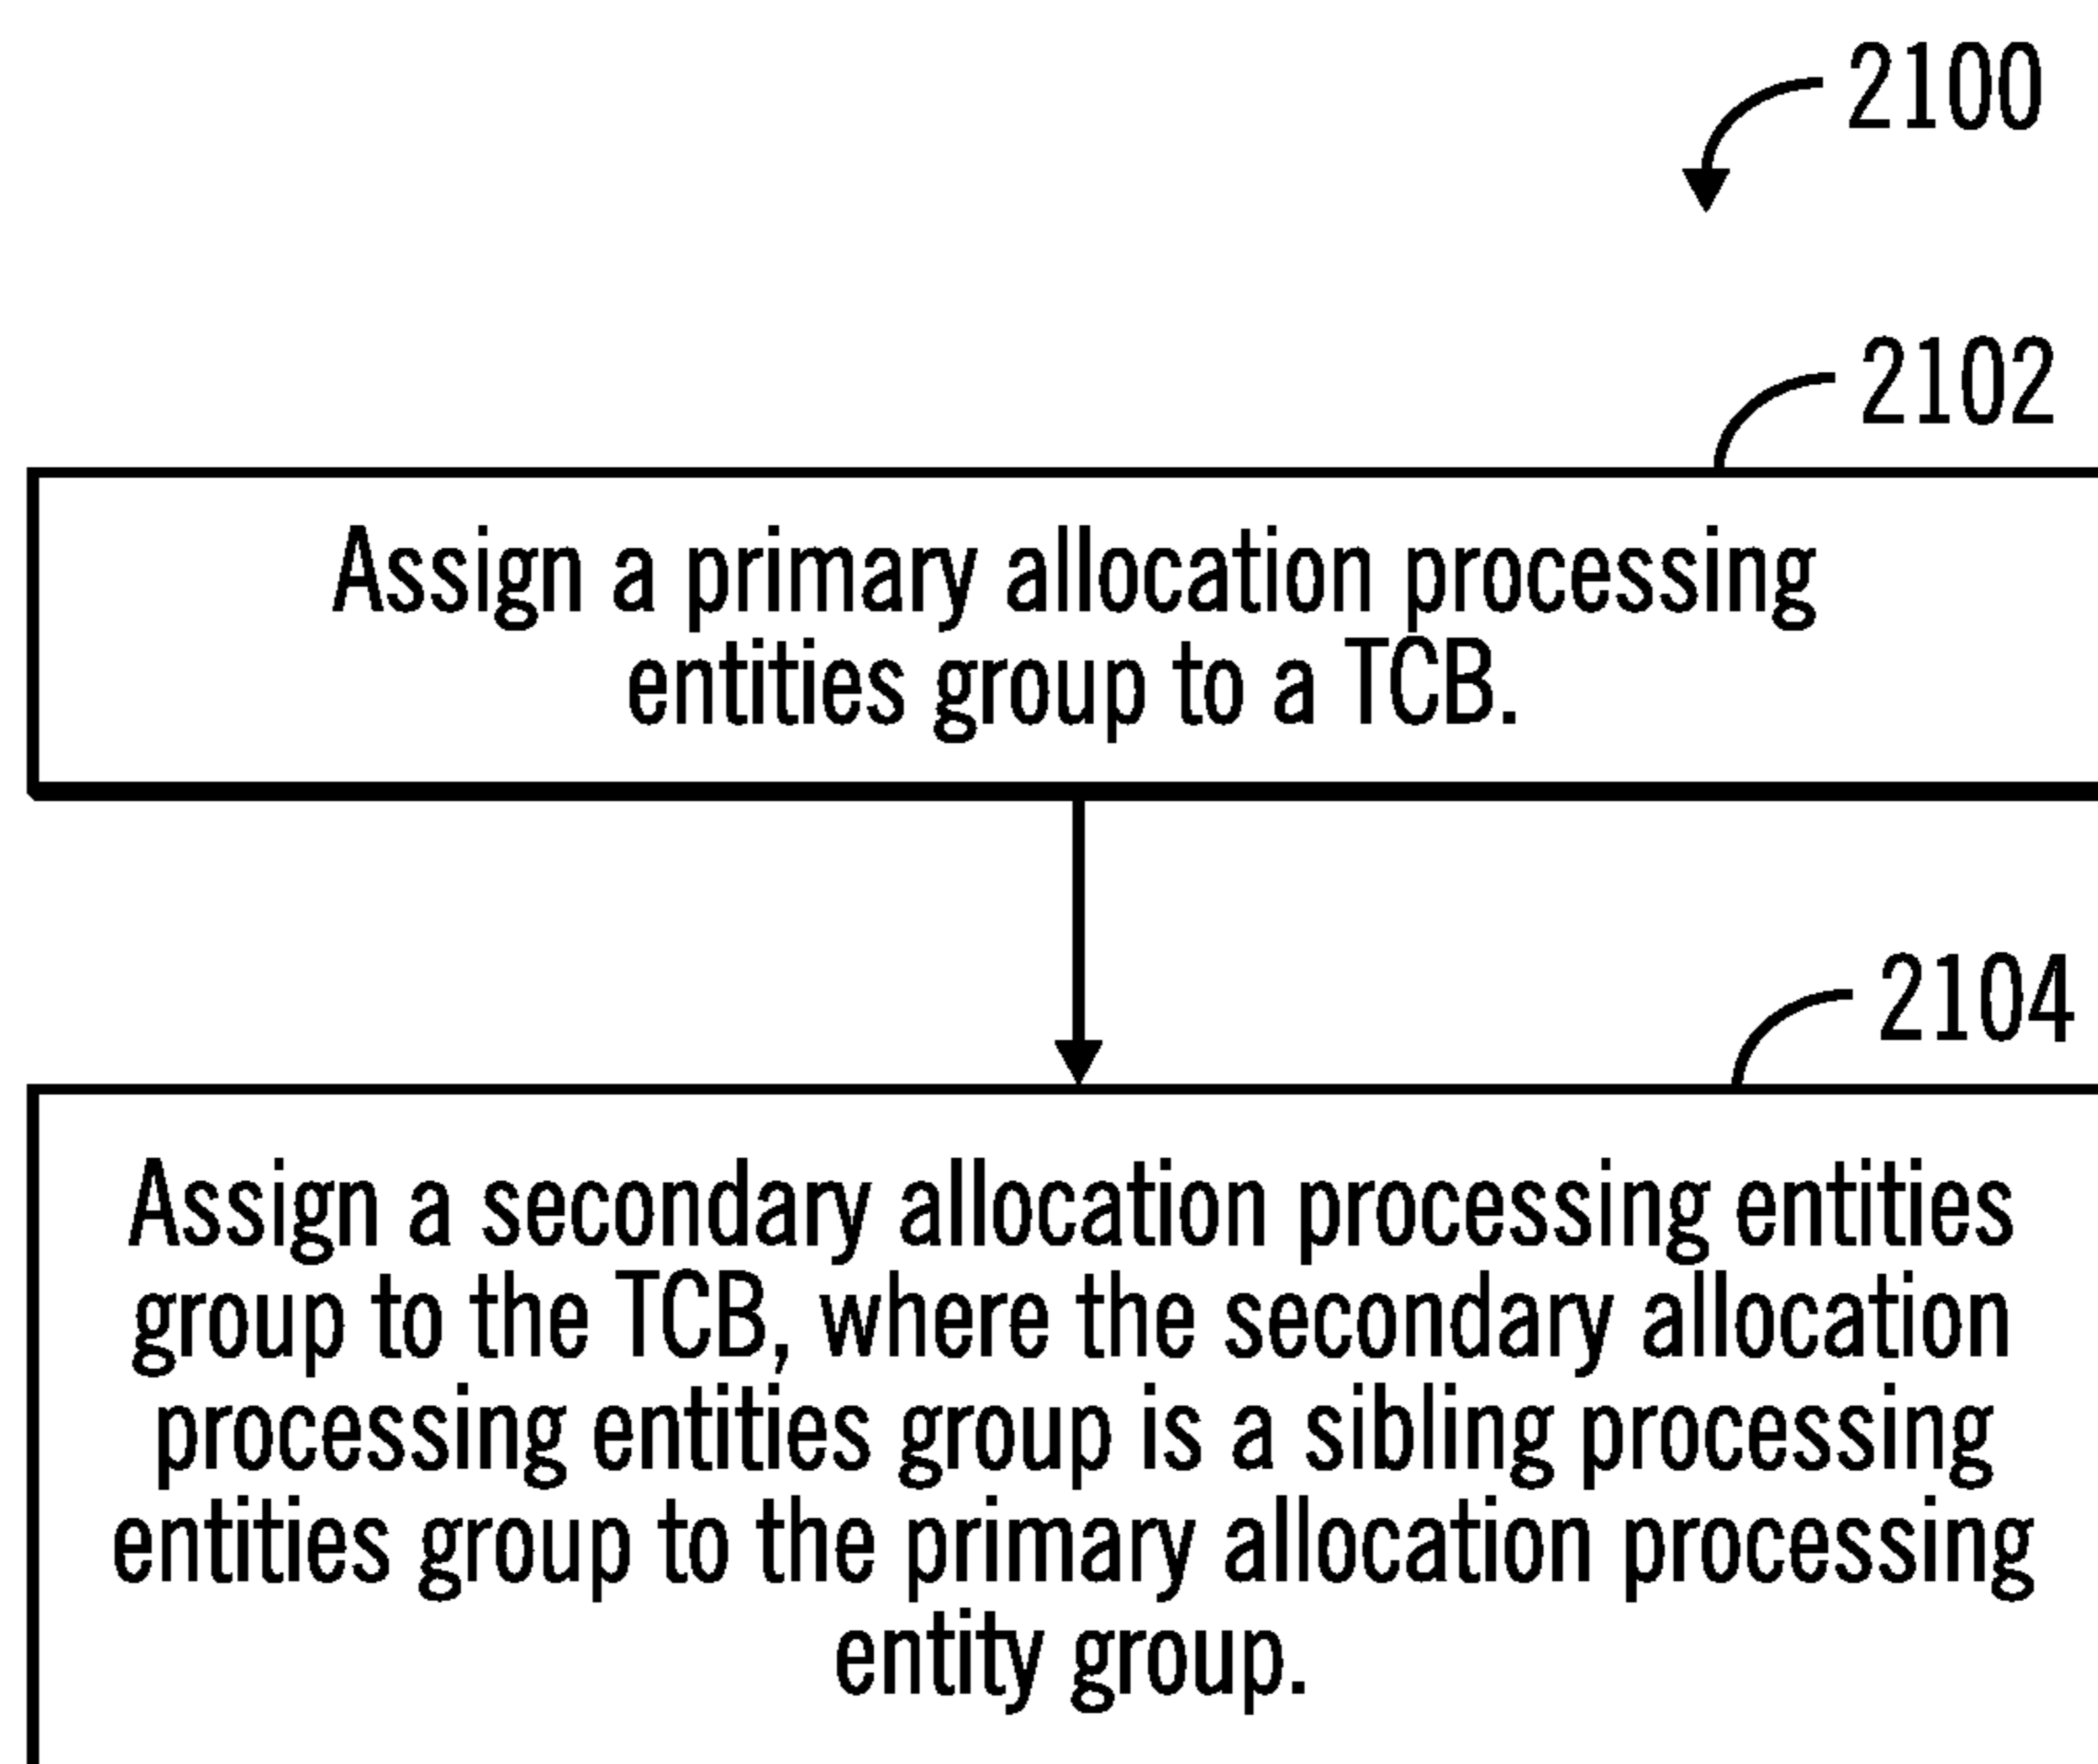 2100
2102
Assign a primary allocation processing
entities group to a TCB.
2104
Assign a secondary allocation processing entities
group to the TCB, where the secondary allocation
processing entities group is a sibling processing
entities group to the primary allocation processing
entity group.